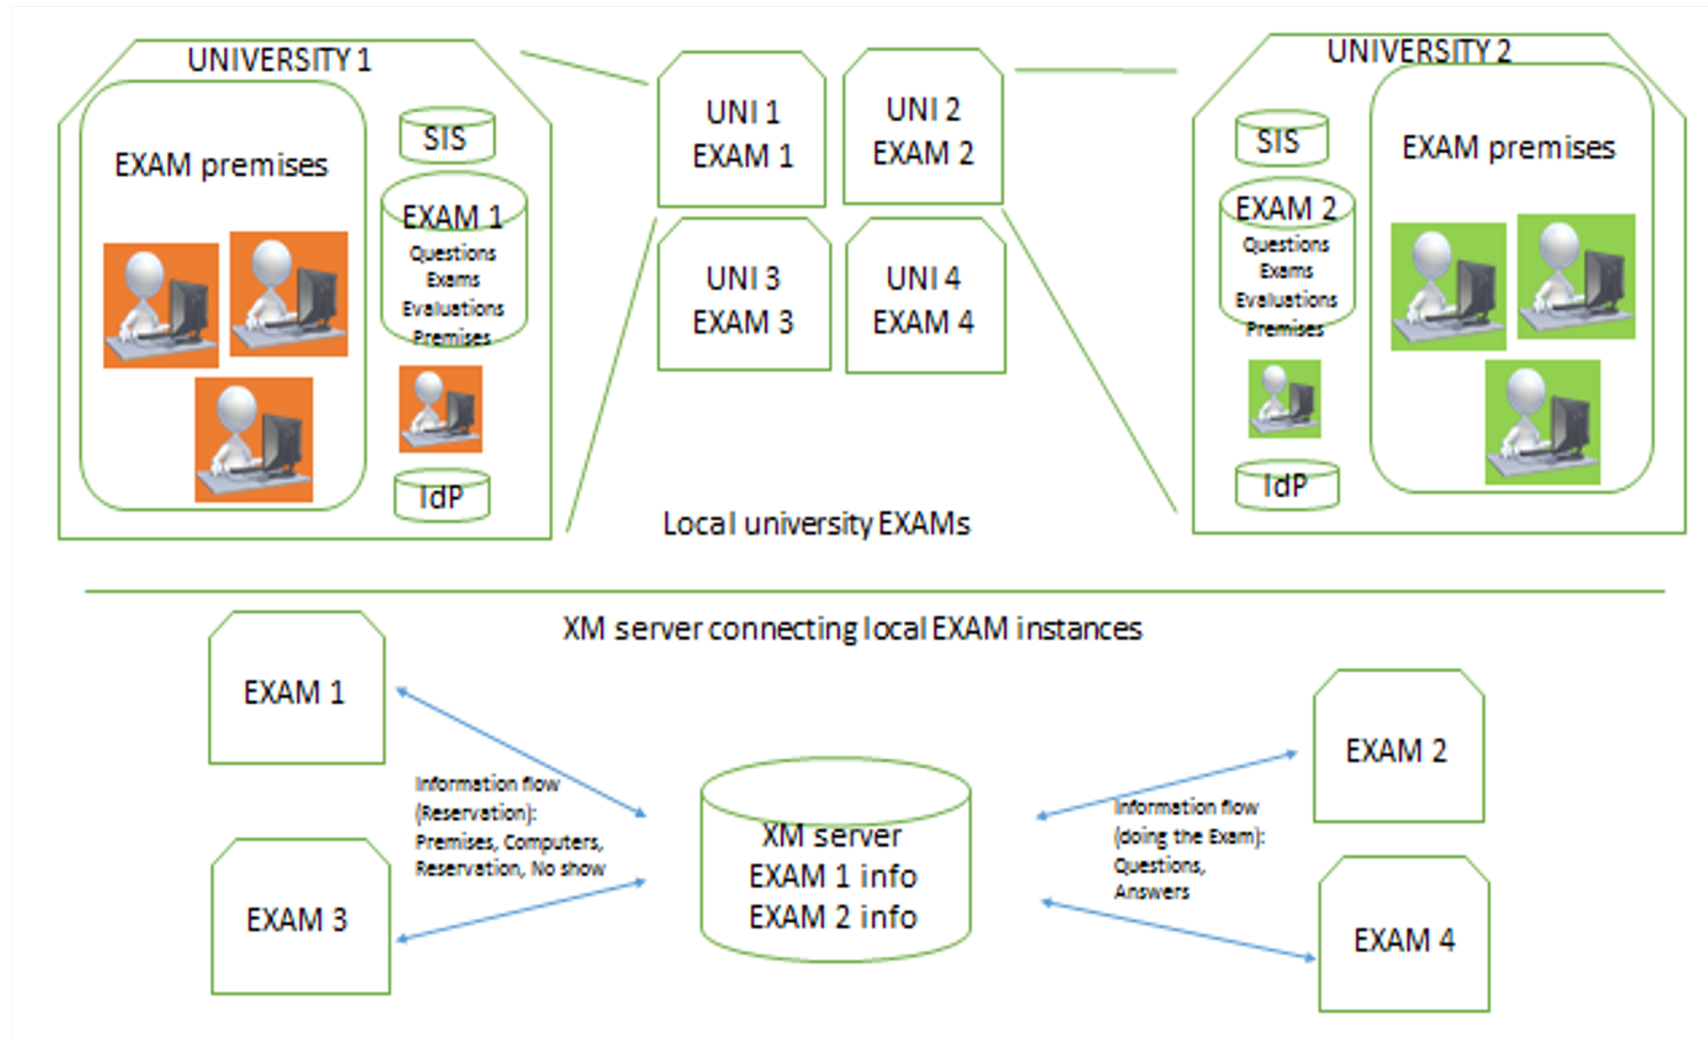 UNIVERSITY 1
EXAM premises
SIS
EXAM 1
Questions
Exams
Evaluations
Premises
IdP
UNI 1
EXAM 1
UNI 2
EXAM 2
UNI 3
EXAM 3
UNI 4
EXAM 4
Local university EXAMs
UNIVERSITY 2
SIS
EXAM 2
Questions
Exams
Evaluations
Premises
IdP
EXAM premises
XM server connecting local EXAM instances
EXAM 1
Information flow
(Reservation):
Premises, Computers,
Reservation, No show
EXAM 3
XM server
EXAM 1 info
EXAM 2 info
Information flow
(doing the Exam):
Questions,
Answers
EXAM 2
EXAM 4